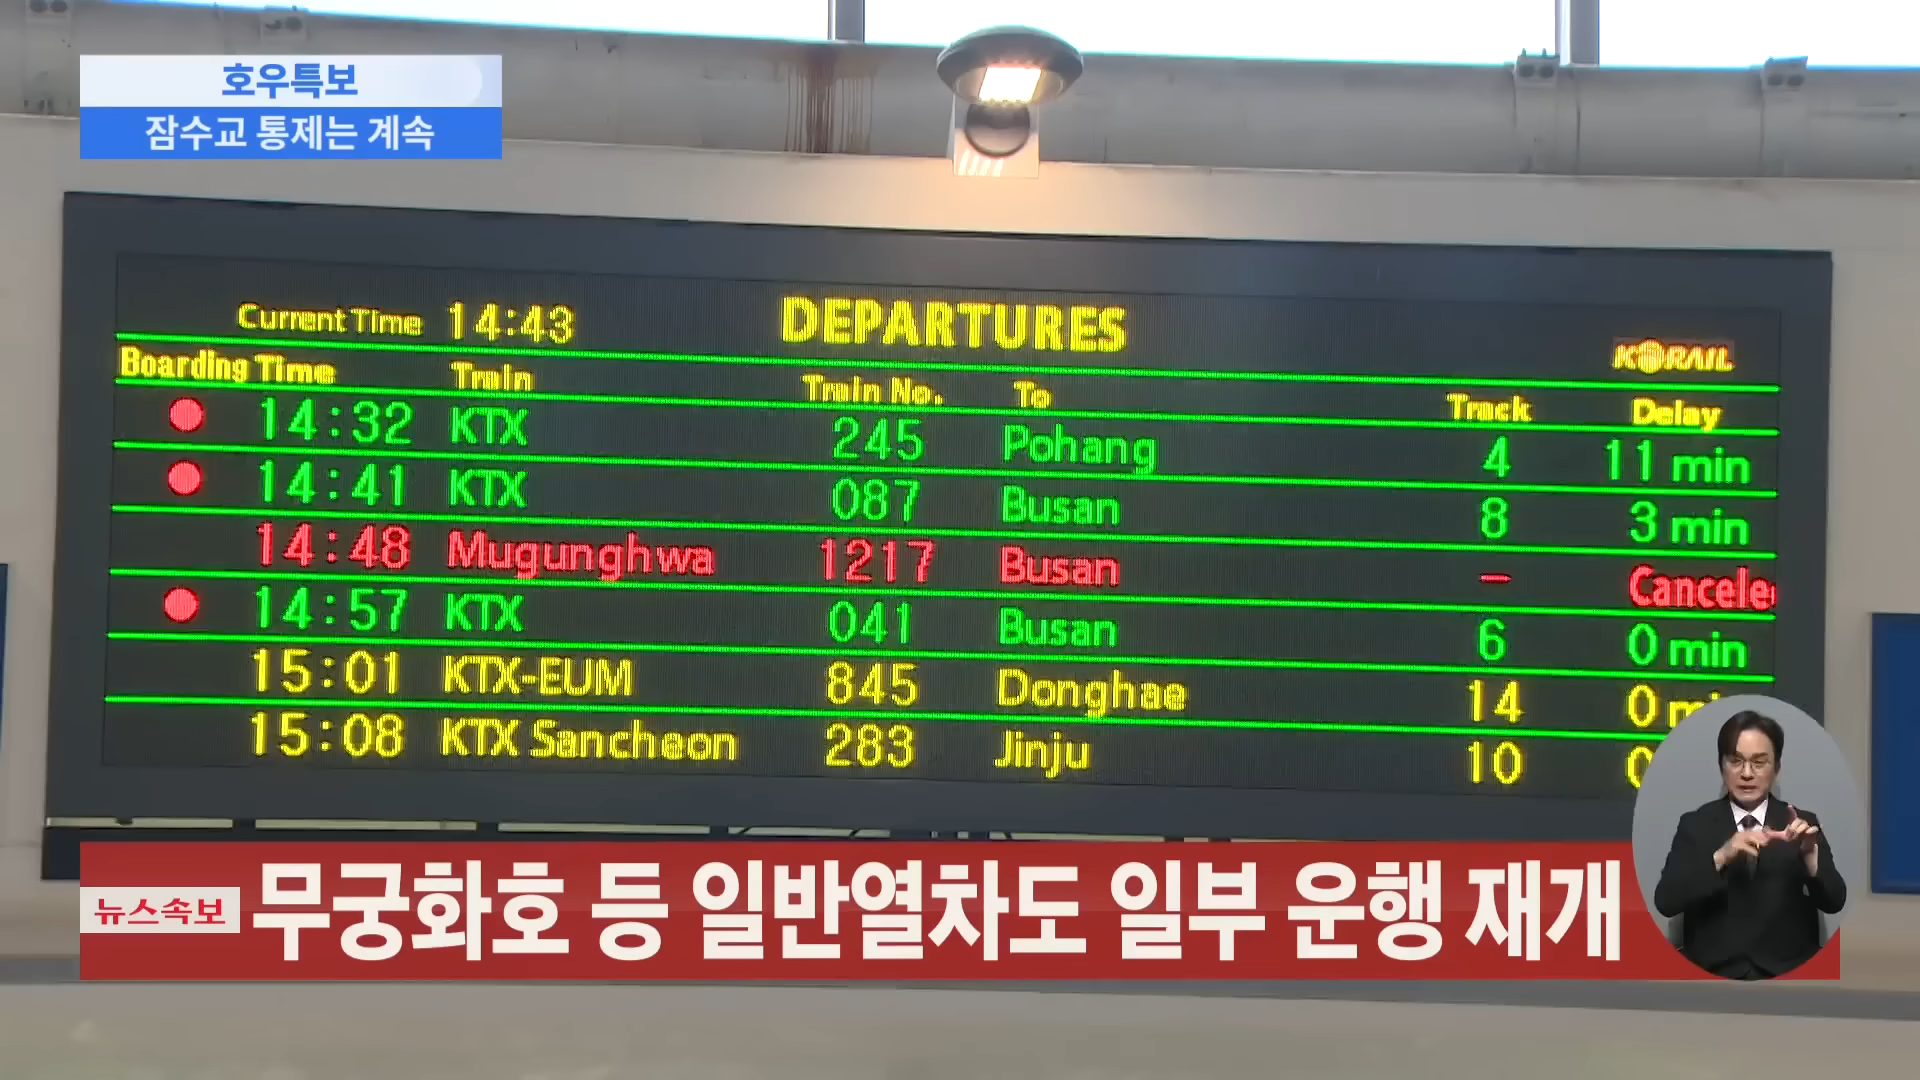 호우특보
잠수교 통제는 계속
Current Time 14:43 DEPARTURES KORAIL
Boarding Time Train Train No. To Track Delay
14:32 KTX 245 Pohang 4 11 min
14:41 KTX 087 Busan 8 3 min
14:48 Mugunghwa 1217 Busan – Cancele
14:57 KTX 041 Busan 6 0 min
15:01 KTX-EUM 845 Donghae 14 0
15:08 KTX Sancheon 283 Jinju 10 0
뉴스속보 무궁화호 등 일반열차도 일부 운행 재개